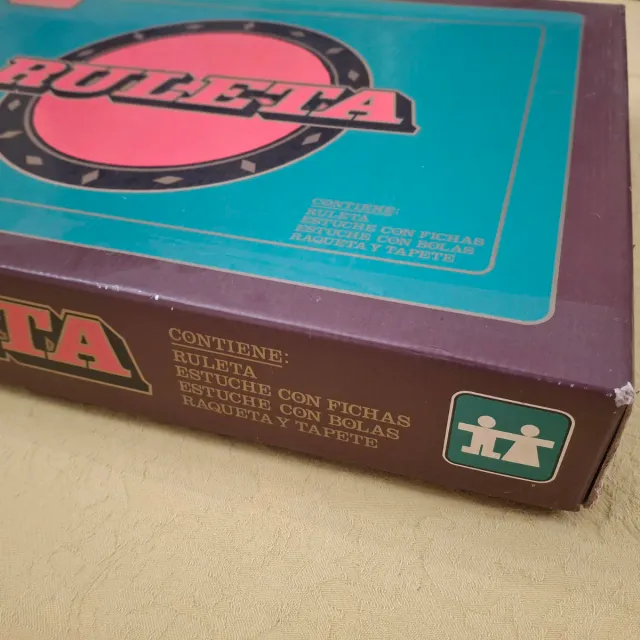 RULETA
CONTIENE:
RULETA
ESTUCHE CON FICHAS
ESTUCHE CON BOLAS
RAQUETA Y TAPETE
TA
CONTIENE:
RULETA
ESTUCHE CON FICHAS
ESTUCHE CON BOLAS
RAQUETA Y TAPETE